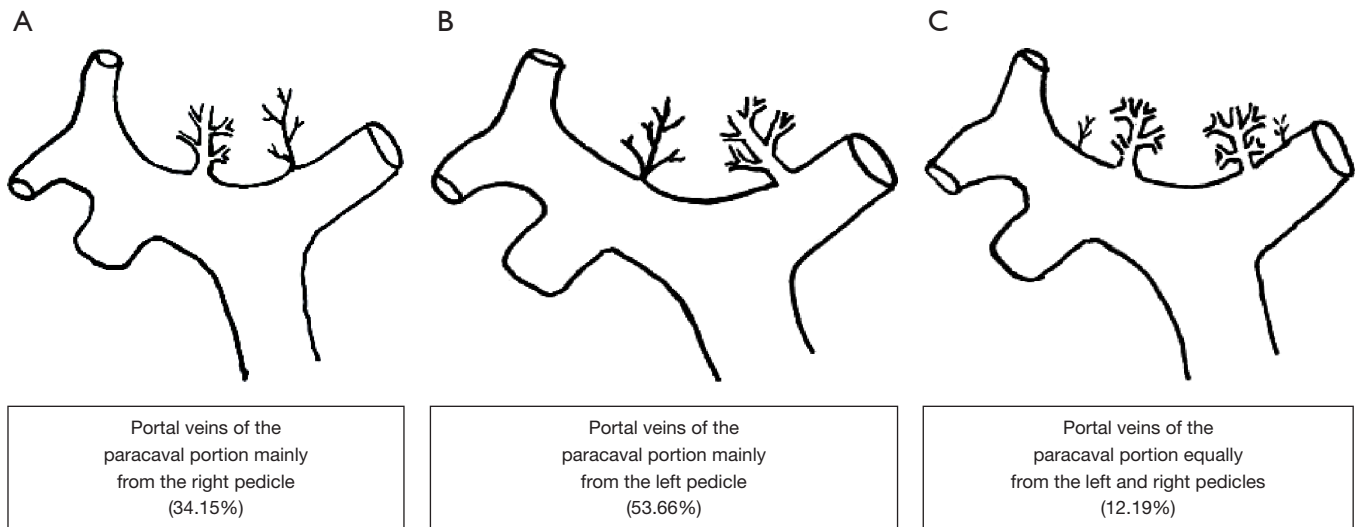 A
B
C
Portal veins of the
paracaval portion mainly
from the right pedicle
(34.15%)
Portal veins of the
paracaval portion mainly
from the left pedicle
(53.66%)
Portal veins of the
paracaval portion equally
from the left and right pedicles
(12.19%)